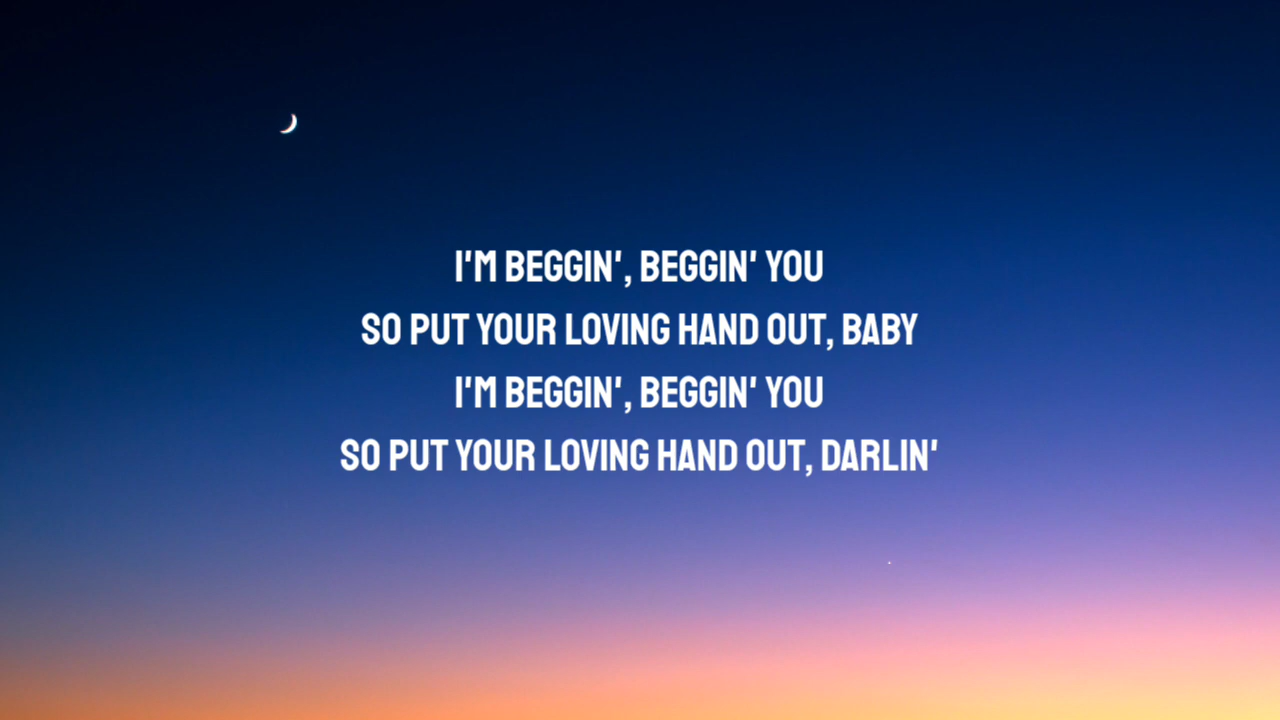 I'M BEGGIN', BEGGIN' YOU
SO PUT YOUR LOVING HAND OUT, BABY
I'M BEGGIN', BEGGIN' YOU
SO PUT YOUR LOVING HAND OUT, DARLIN'